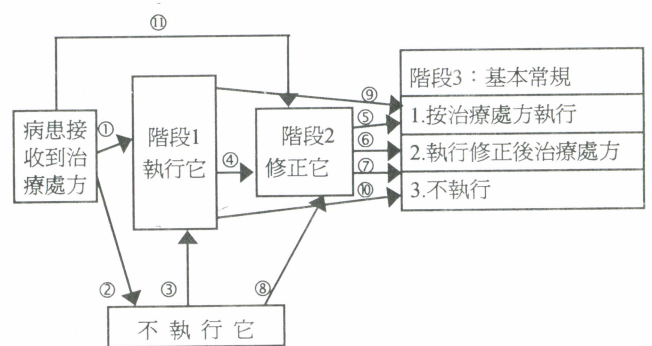 ⑪
病患接
收到治
療處方
①
②
階段1
執行它
③
④
階段2
修正它
⑤
⑥
⑦
⑧
⑨
⑩
階段3：基本常規
1.按治療處方執行
2.執行修正後治療處方
3.不執行
不執行它